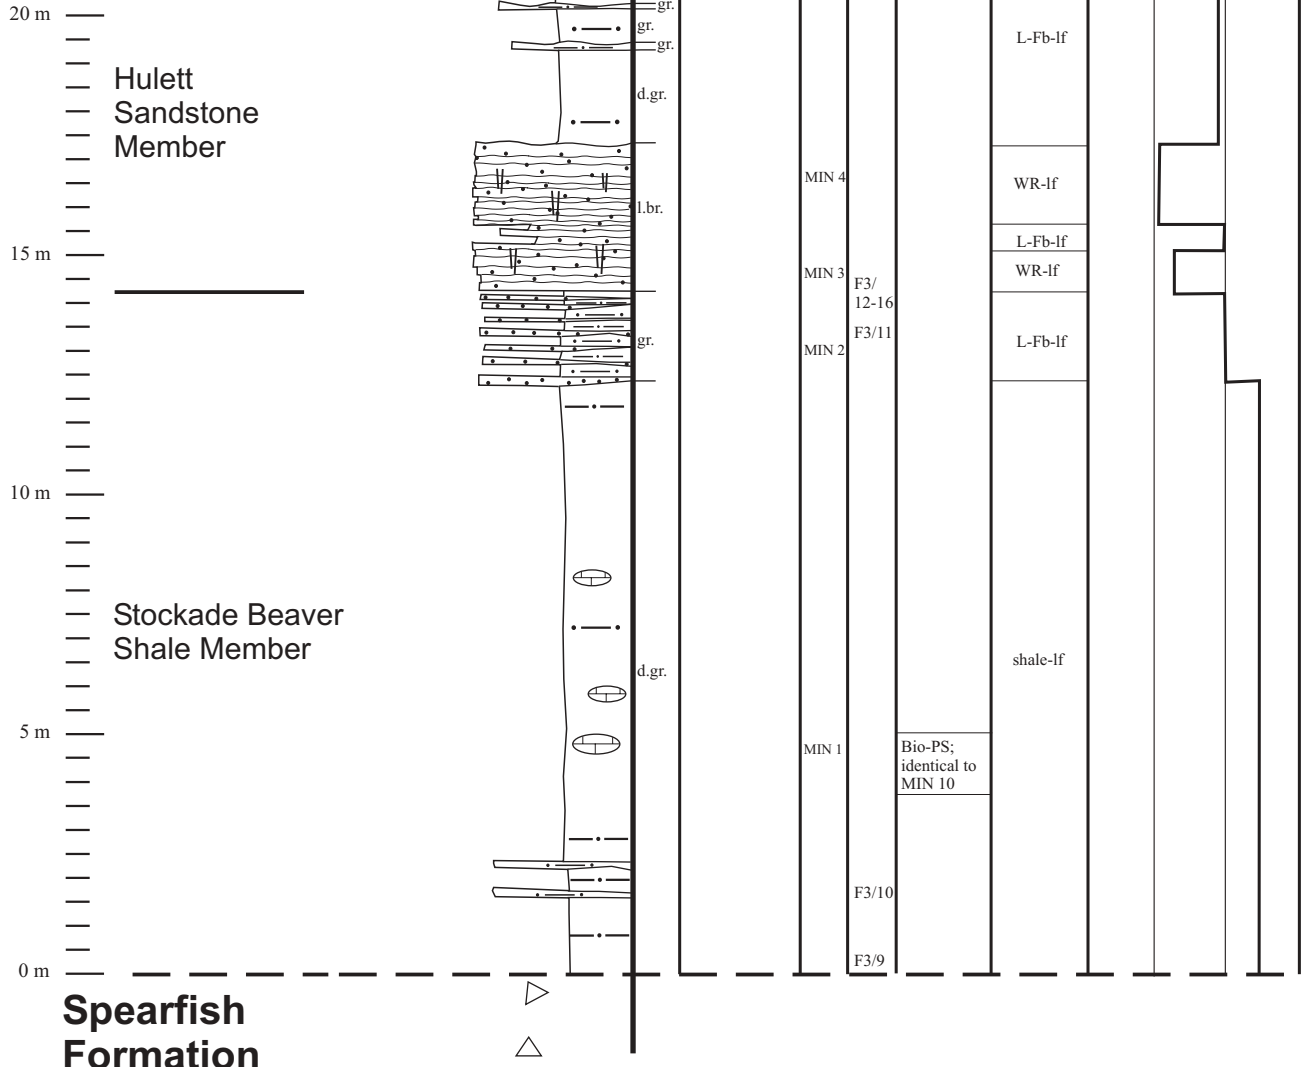 20 m
gr.
gr.
gr.
L-Fb-lf
Hulett
Sandstone
Member
d.gr.
MIN 4
WR-lf
l.br.
L-Fb-lf
15 m
MIN 3
WR-lf
F3/
12-16
F3/11
gr.
MIN 2
L-Fb-lf
10 m
Stockade Beaver
Shale Member
shale-lf
d.gr.
5 m
MIN 1
Bio-PS;
identical to
MIN 10
F3/10
F3/9
0 m
Spearfish
Formation